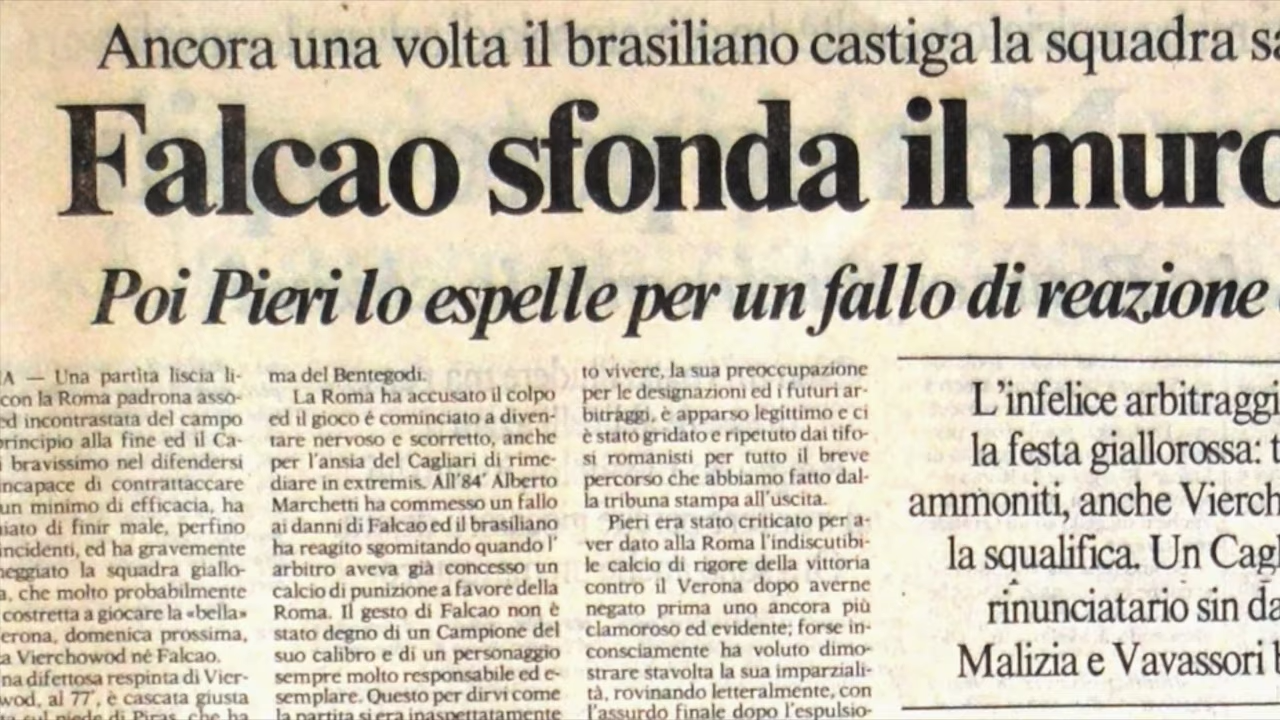 Ancora una volta il brasiliano castiga la squadra sa
Falcao sfonda il muro
Poi Pieri lo espelle per un fallo di reazione
IA — Una partita liscia li-
con la Roma padrona asso-
ed incontrastata del campo
principio alla fine ed il Ca-
i bravissimo nel difendersi
incapace di contrattaccare
un minimo di efficacia, ha
iato di finir male, perfino
incidenti, ed ha gravemente
neggiato la squadra giallo-
a, che molto probabilmente
costretta a giocare la «bella»
erona, domenica prossima,
a Vierchowod né Falcao.
na difettosa respinta di Vier-
wod, al 77', è cascata giusta
ta sul piede di Piras, che ha
ma del Bentegodi.
La Roma ha accusato il colpo
ed il gioco é cominciato a diven-
tare nervoso e scorretto, anche
per l'ansia del Cagliari di rime-
diare in extremis. All'84' Alberto
Marchetti ha commesso un fallo
ai danni di Falcao ed il brasiliano
ha reagito sgomitando quando l'
arbitro aveva già concesso un
calcio di punizione a favore della
Roma. Il gesto di Falcao non è
stato degno di un Campione del
suo calibro e di un personaggio
sempre molto responsabile ed e-
semplare. Questo per dirvi come
la partita si era inaspettatamente
to vivere, la sua preoccupazione
per le designazioni ed i futuri ar-
bitraggi, è apparso legittimo e ci
è stato gridato e ripetuto dai tifo-
si romanisti per tutto il breve
percorso che abbiamo fatto dal-
la tribuna stampa all'uscita.
Pieri era stato criticato per a-
ver dato alla Roma l'indiscutibi-
le calcio di rigore della vittoria
contro il Verona dopo averne
negato prima uno ancora più
clamoroso ed evidente; forse in-
consciamente ha voluto dimo-
strare stavolta la sua imparziali-
tà, rovinando letteralmente, con
l'assurdo finale dopo l'espulsio-
L'infelice arbitraggi
la festa giallorossa: t
ammoniti, anche Vierch
la squalifica. Un Cagl
rinunciatario sin da
Malizia e Vavassori b